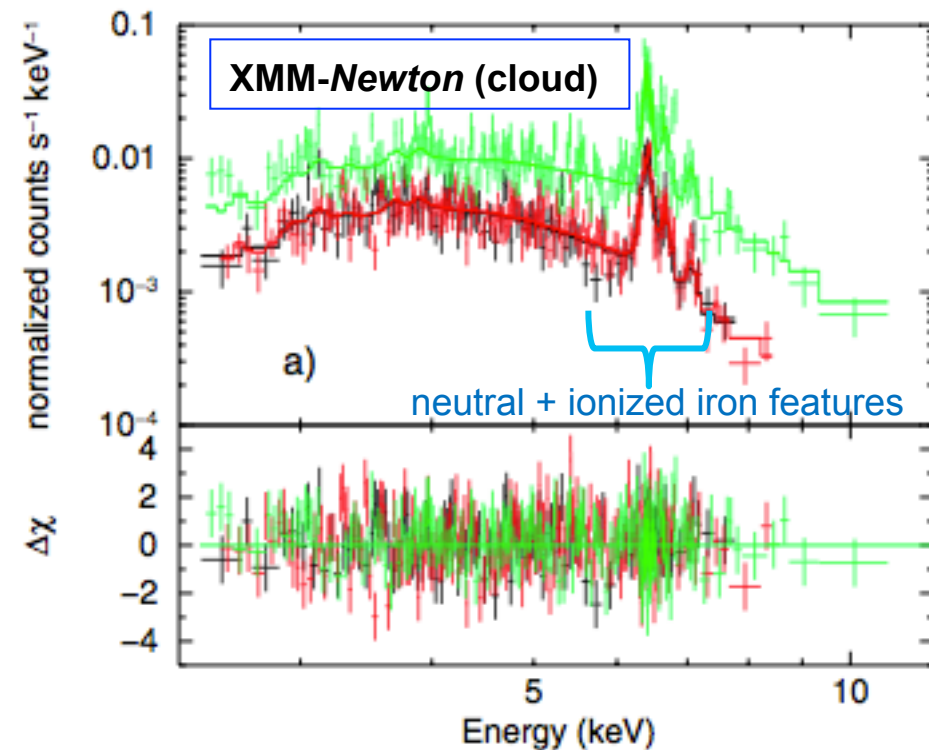 normalized counts s⁻¹ keV⁻¹
0.1
XMM-Newton (cloud)
0.01
10⁻³
a)
neutral + ionized iron features
10⁻⁴
Δχ
4
2
0
−2
−4
5
10
Energy (keV)